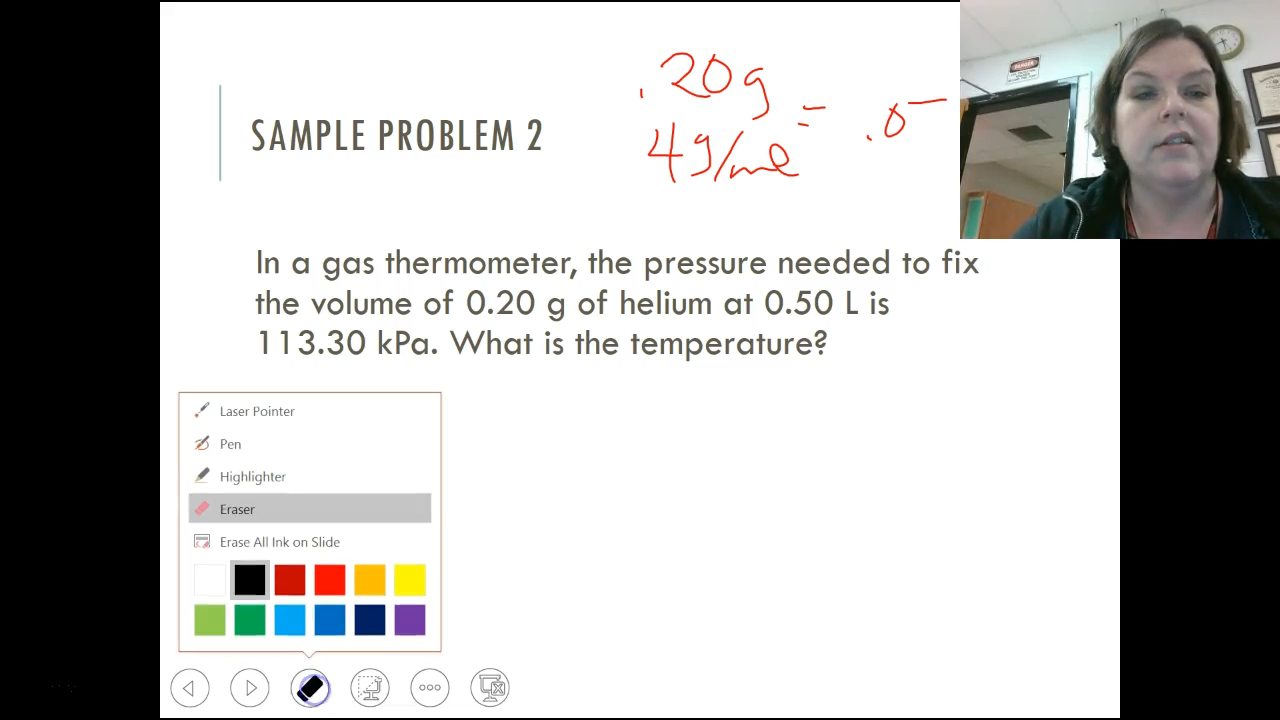 .20g
4g/ml = .05
SAMPLE PROBLEM 2
DANGER
In a gas thermometer, the pressure needed to fix
the volume of 0.20 g of helium at 0.50 L is
113.30 kPa. What is the temperature?
Laser Pointer
Pen
Highlighter
Eraser
Erase All Ink on Slide